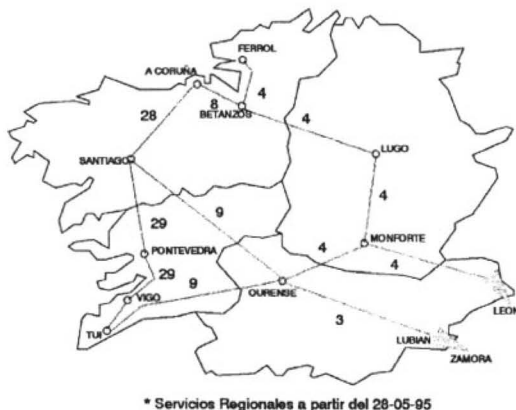 FERROL
A CORUÑA
4
8
BETANZOS
28
4
SANTIAGO
LUGO
4
9
29
4
MONTE
PONTEVEDRA
4
29
9
OURENSE
VIGO
LEON
3
TUI
LUBIAN
ZAMORA
* Servicios Regionales a partir del 28-05-95